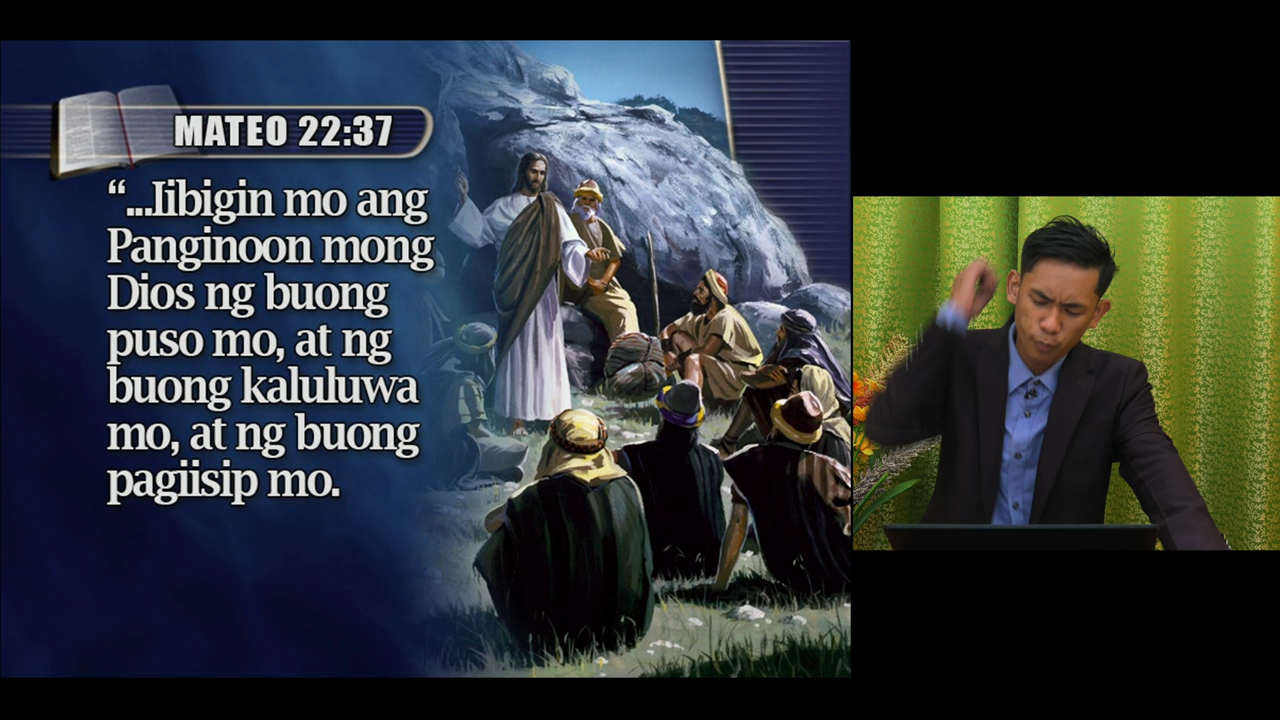 MATEO 22:37
“...Iibigin mo ang
Panginoon mong
Dios ng buong
puso mo, at ng
buong kaluluwa
mo, at ng buong
pagiisip mo.